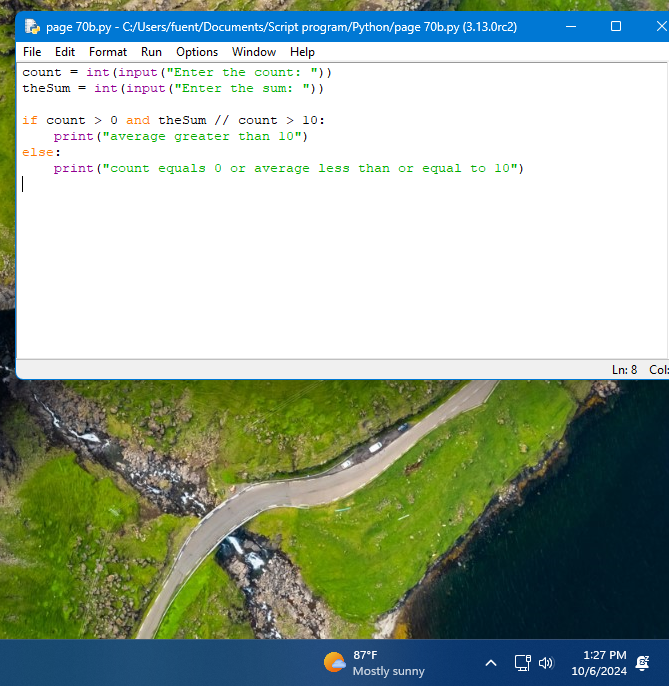 page 70b.py - C:/Users/fuent/Documents/Script program/Python/page 70b.py (3.13.0rc2)
File Edit Format Run Options Window Help
count = int(input("Enter the count: "))
theSum = int(input("Enter the sum: "))
if count > 0 and theSum // count > 10:
    print("average greater than 10")
else:
    print("count equals 0 or average less than or equal to 10")
Ln: 8 Col:
87°F
Mostly sunny
1:27 PM
10/6/2024